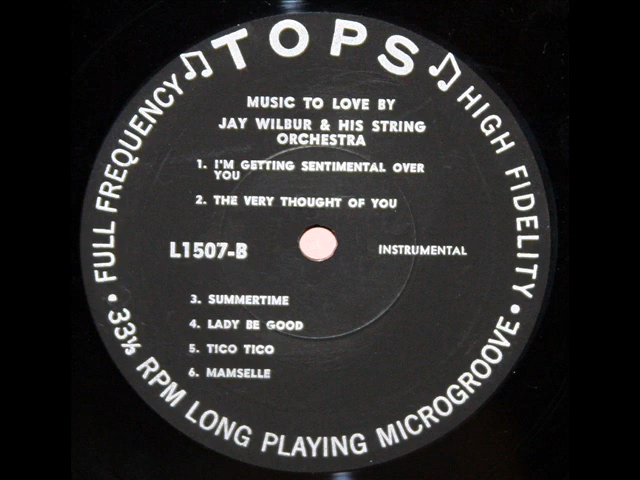 TOPS
FULL FREQUENCY
HIGH FIDELITY
MUSIC TO LOVE BY
JAY WILBUR & HIS STRING
ORCHESTRA
1. I'M GETTING SENTIMENTAL OVER
YOU
2. THE VERY THOUGHT OF YOU
L1507-B
INSTRUMENTAL
3. SUMMERTIME
4. LADY BE GOOD
5. TICO TICO
6. MAMSELLE
• 33⅓ RPM LONG PLAYING MICROGROOVE •